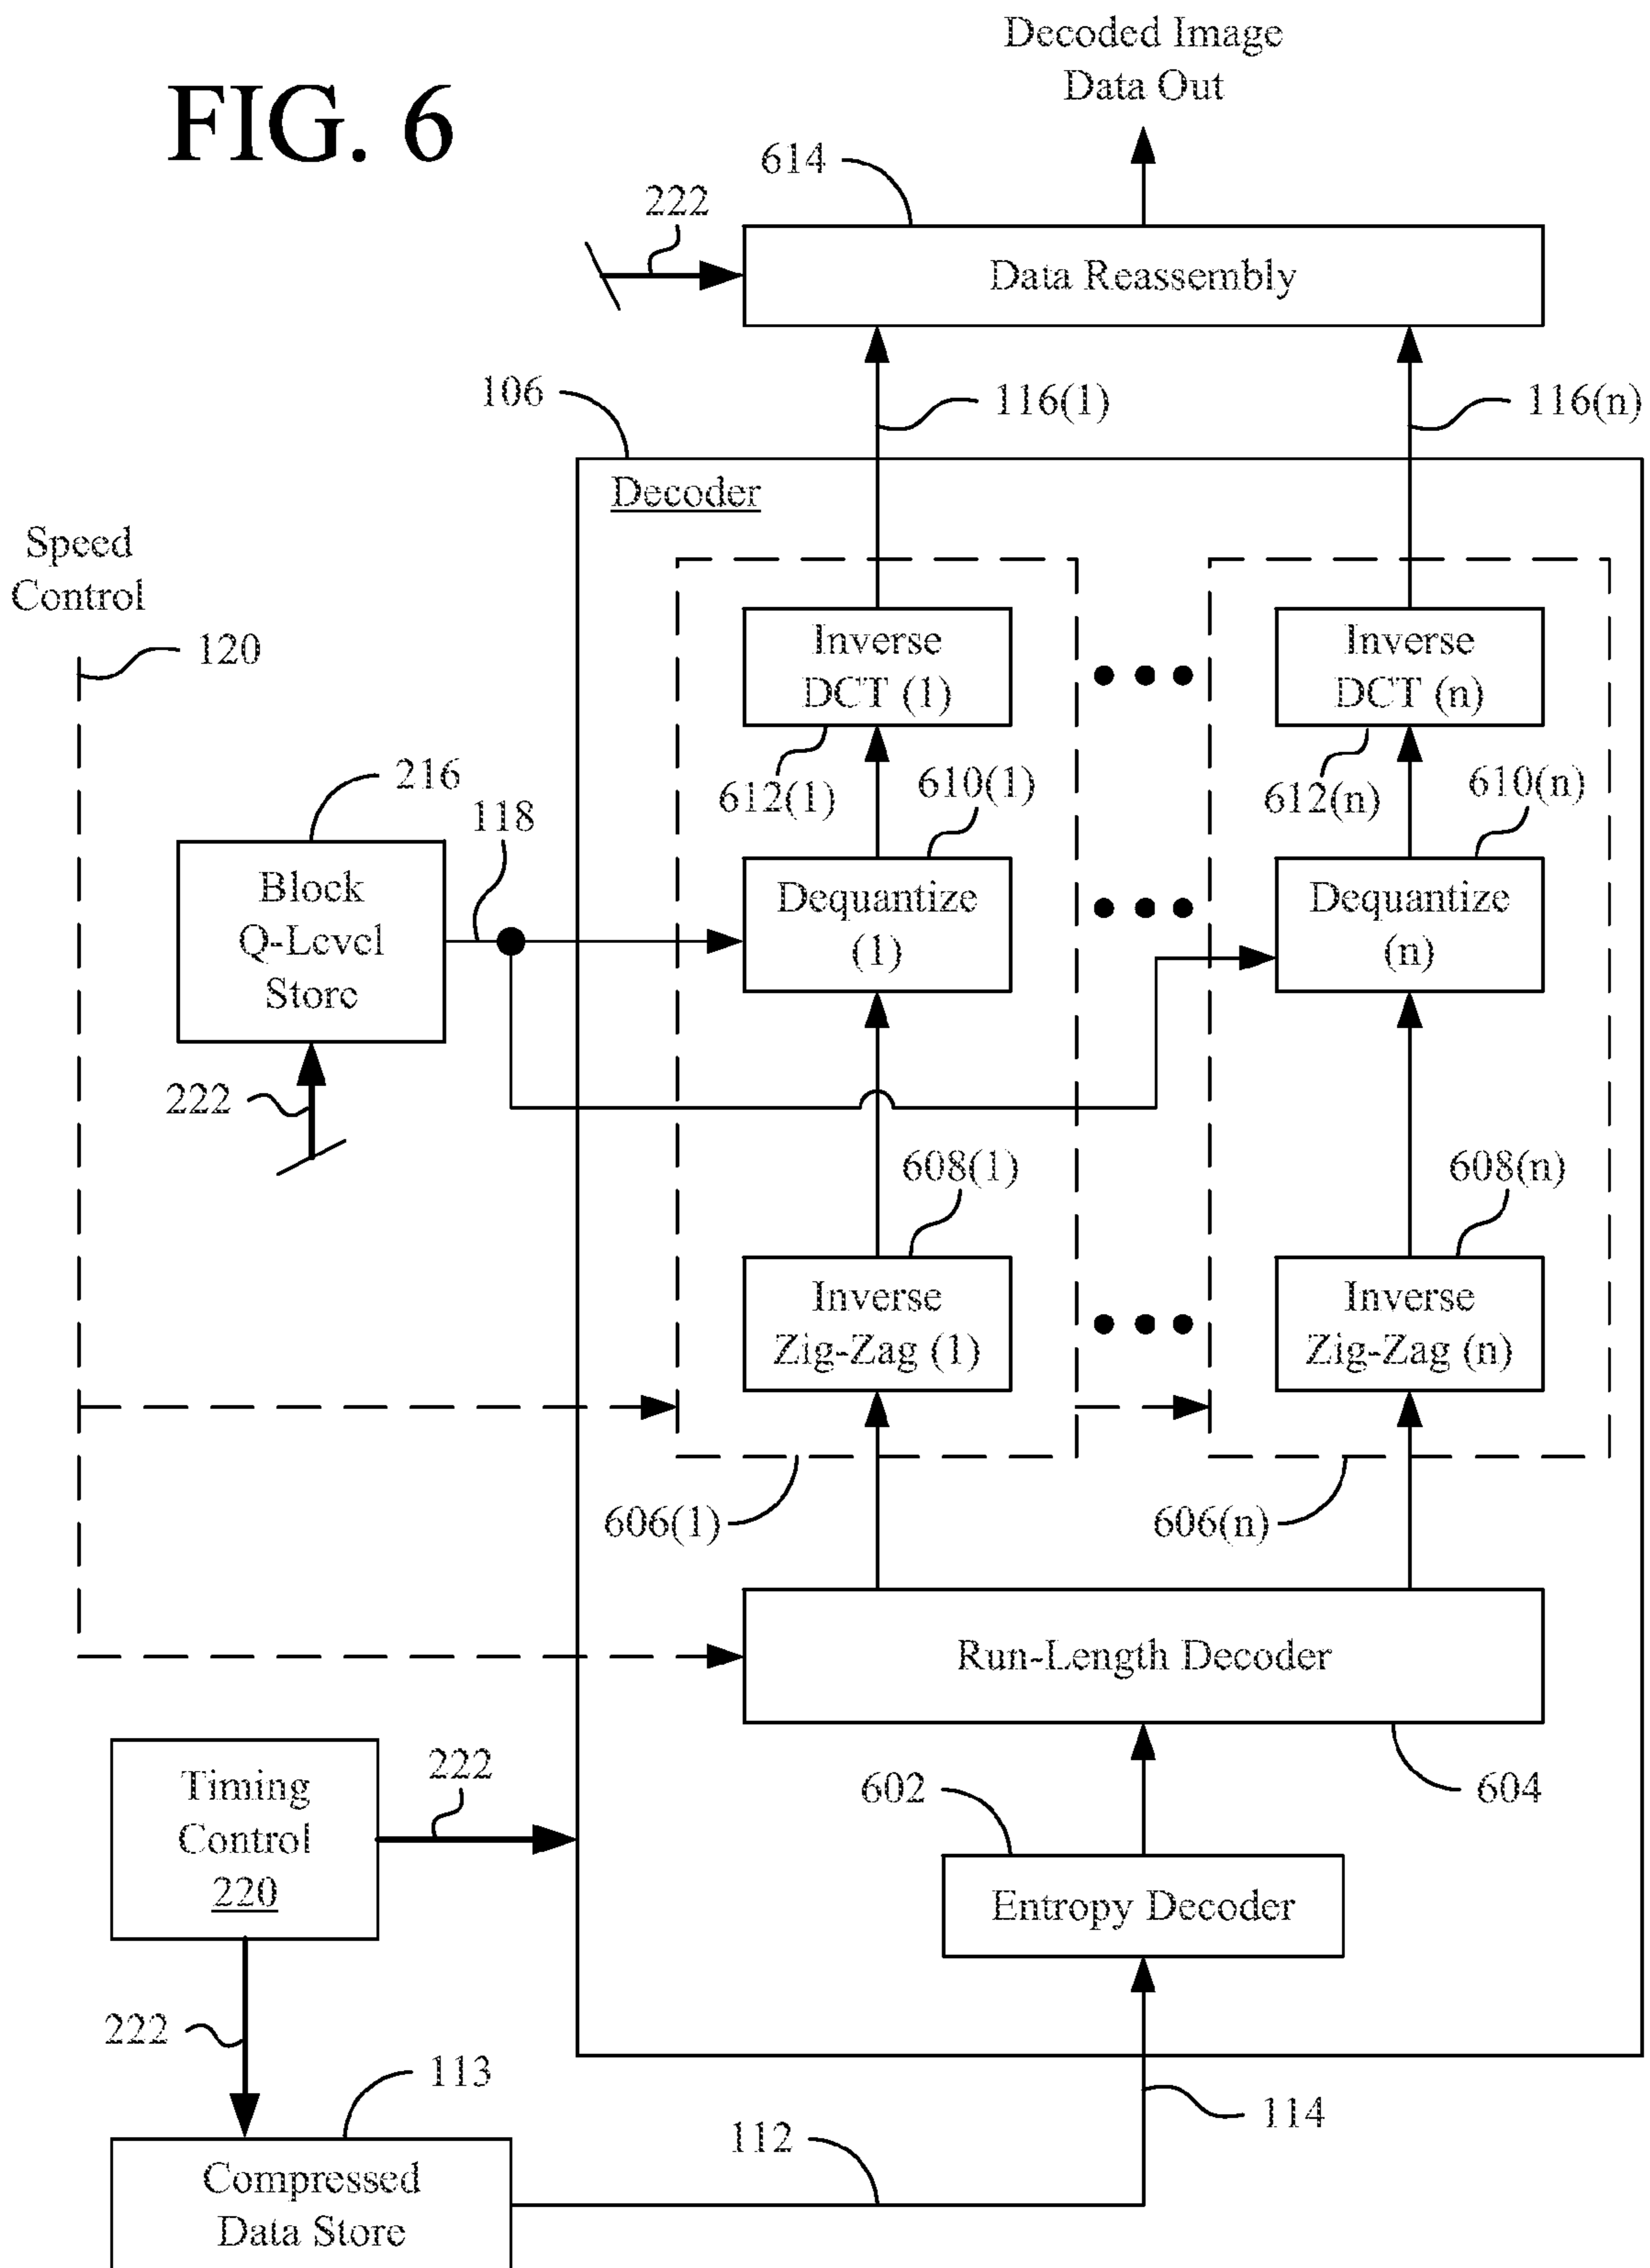 Decoded Image
Data Out
FIG. 6
614
222
Data Reassembly
106
116(1)
116(n)
Decoder
Speed
Control
120
Inverse
DCT (1)
Inverse
DCT (n)
612(1)
610(1)
612(n)
610(n)
216
118
Block
Q-Level
Store
Dequantize
(1)
Dequantize
(n)
222
608(1)
608(n)
Inverse
Zig-Zag (1)
Inverse
Zig-Zag (n)
606(1)
606(n)
Run-Length Decoder
Timing
Control
220
222
602
604
Entropy Decoder
222
113
114
112
Compressed
Data Store